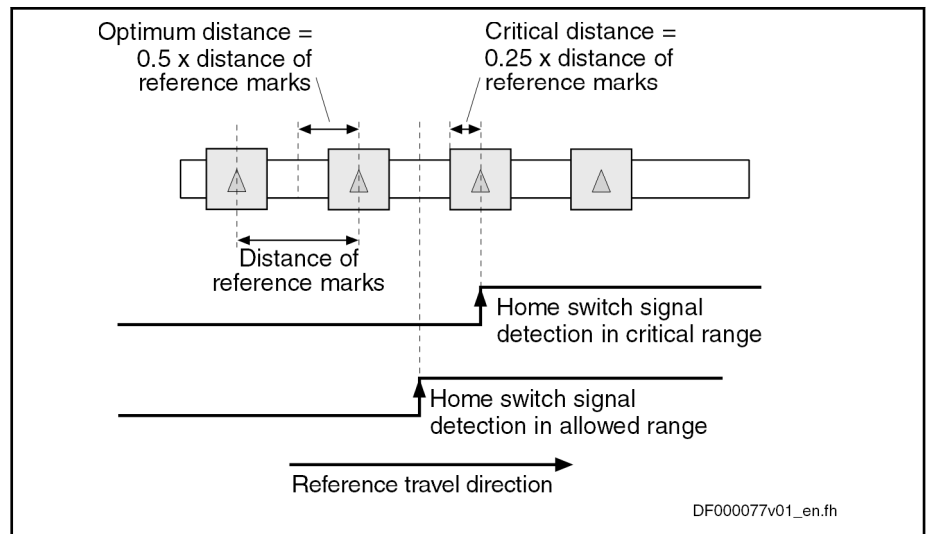 Optimum distance =
0.5 x distance of
reference marks
Critical distance =
0.25 x distance of
reference marks
Distance of
reference marks
Home switch signal
detection in critical range
Home switch signal
detection in allowed range
Reference travel direction
DF000077v01_en.fh